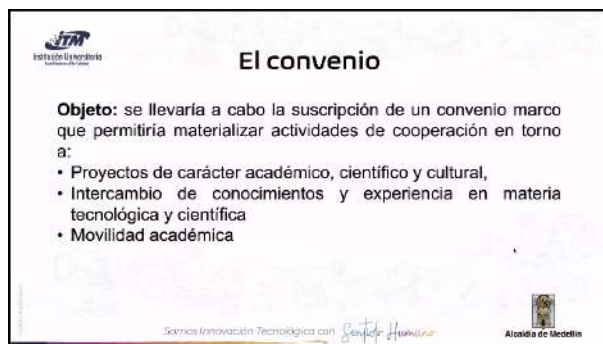 ITM
Institución Universitaria
El convenio
Objeto: se llevaría a cabo la suscripción de un convenio marco
que permitiría materializar actividades de cooperación en torno
a:
• Proyectos de carácter académico, científico y cultural,
• Intercambio de conocimientos y experiencia en materia
tecnológica y científica
• Movilidad académica
Somos Innovación Tecnológica con Sentido Humano
Alcaldía de Medellín